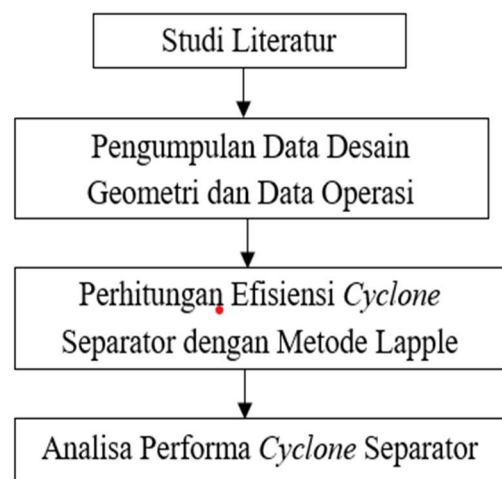 Studi Literatur
Pengumpulan Data Desain
Geometri dan Data Operasi
Perhitungan Efisiensi Cyclone
Separator dengan Metode Lapple
Analisa Performa Cyclone Separator